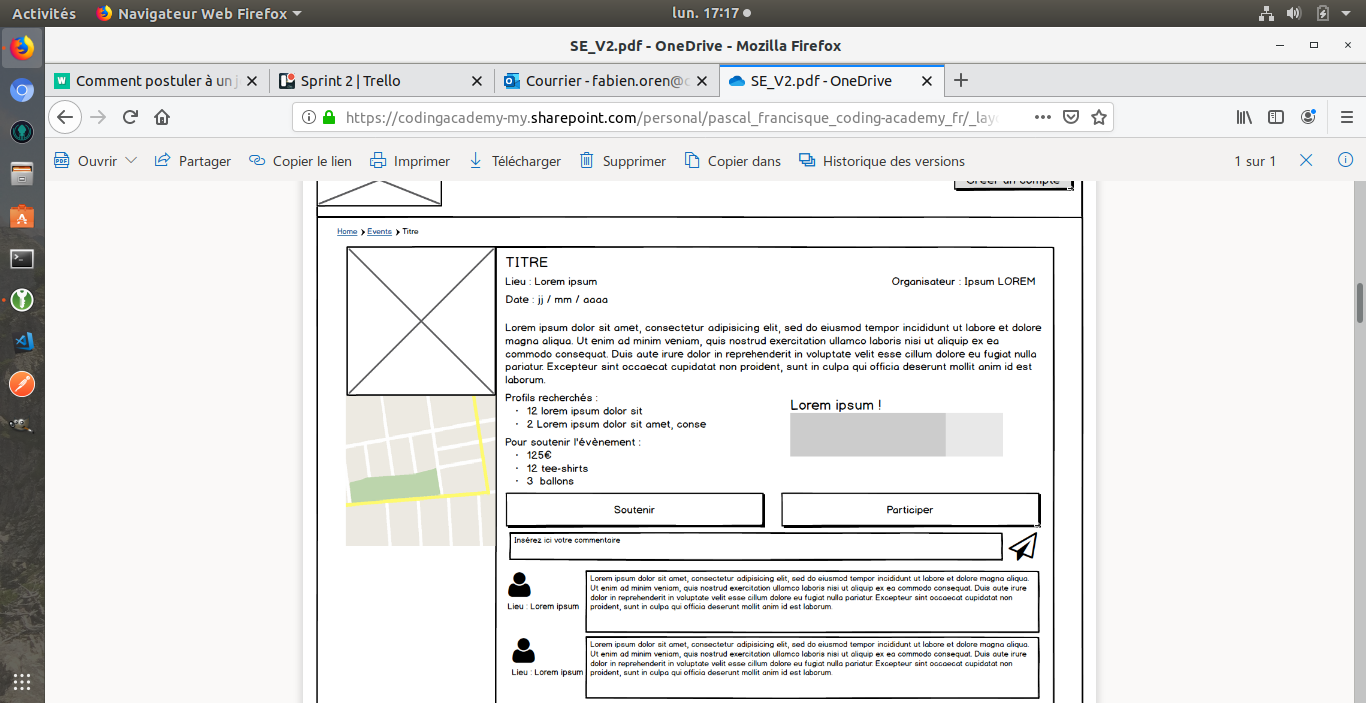 Activités Navigateur Web Firefox lun. 17:17
SE_V2.pdf - OneDrive - Mozilla Firefox
Comment postuler à un j Sprint 2 | Trello Courrier - fabien.oren@c SE_V2.pdf - OneDrive
https://codingacademy-my.sharepoint.com/personal/pascal_francisque_coding-academy_fr/_layo
Ouvrir Partager Copier le lien Imprimer Télécharger Supprimer Copier dans Historique des versions 1 sur 1
Créer un compte
Home > Events > Titre
TITRE
Lieu : Lorem ipsum Organisateur : Ipsum LOREM
Date : jj / mm / aaaa
Lorem ipsum dolor sit amet, consectetur adipisicing elit, sed do eiusmod tempor incididunt ut labore et dolore
magna aliqua. Ut enim ad minim veniam, quis nostrud exercitation ullamco laboris nisi ut aliquip ex ea
commodo consequat. Duis aute irure dolor in reprehenderit in voluptate velit esse cillum dolore eu fugiat nulla
pariatur. Excepteur sint occaecat cupidatat non proident, sunt in culpa qui officia deserunt mollit anim id est
laborum.
Profils recherchés :
· 12 lorem ipsum dolor sit
· 2 Lorem ipsum dolor sit amet, conse
Lorem ipsum !
Pour soutenir l'évènement :
· 125€
· 12 tee-shirts
· 3 ballons
Soutenir Participer
Insérez ici votre commentaire
Lieu : Lorem ipsum
Lorem ipsum dolor sit amet, consectetur adipisicing elit, sed do eiusmod tempor incididunt ut labore et dolore magna aliqua.
Ut enim ad minim veniam, quis nostrud exercitation ullamco laboris nisi ut aliquip ex ea commodo consequat. Duis aute irure
dolor in reprehenderit in voluptate velit esse cillum dolore eu fugiat nulla pariatur. Excepteur sint occaecat cupidatat non
proident, sunt in culpa qui officia deserunt mollit anim id est laborum.
Lieu : Lorem ipsum
Lorem ipsum dolor sit amet, consectetur adipisicing elit, sed do eiusmod tempor incididunt ut labore et dolore magna aliqua.
Ut enim ad minim veniam, quis nostrud exercitation ullamco laboris nisi ut aliquip ex ea commodo consequat. Duis aute irure
dolor in reprehenderit in voluptate velit esse cillum dolore eu fugiat nulla pariatur. Excepteur sint occaecat cupidatat non
proident, sunt in culpa qui officia deserunt mollit anim id est laborum.